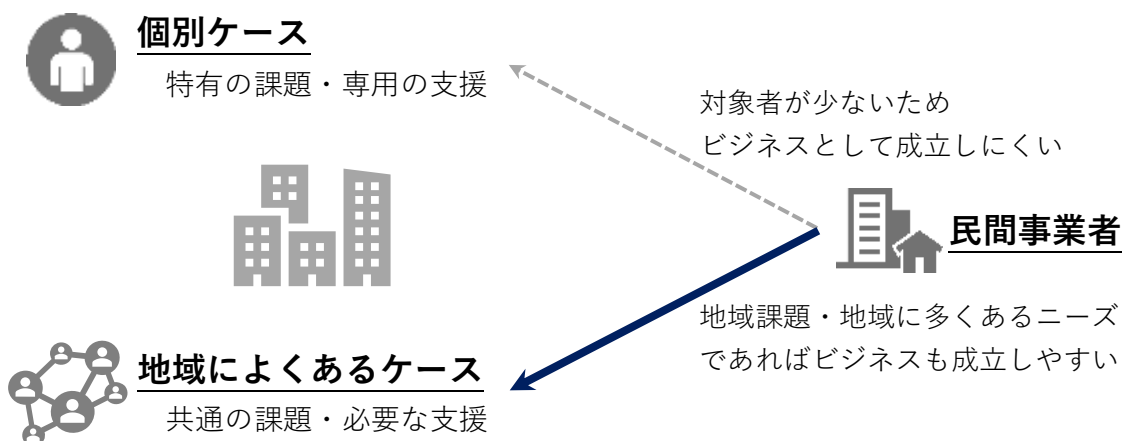 個別ケース
特有の課題・専用の支援
対象者が少ないため
ビジネスとして成立しにくい
民間事業者
地域課題・地域に多くあるニーズ
であればビジネスも成立しやすい
地域によくあるケース
共通の課題・必要な支援